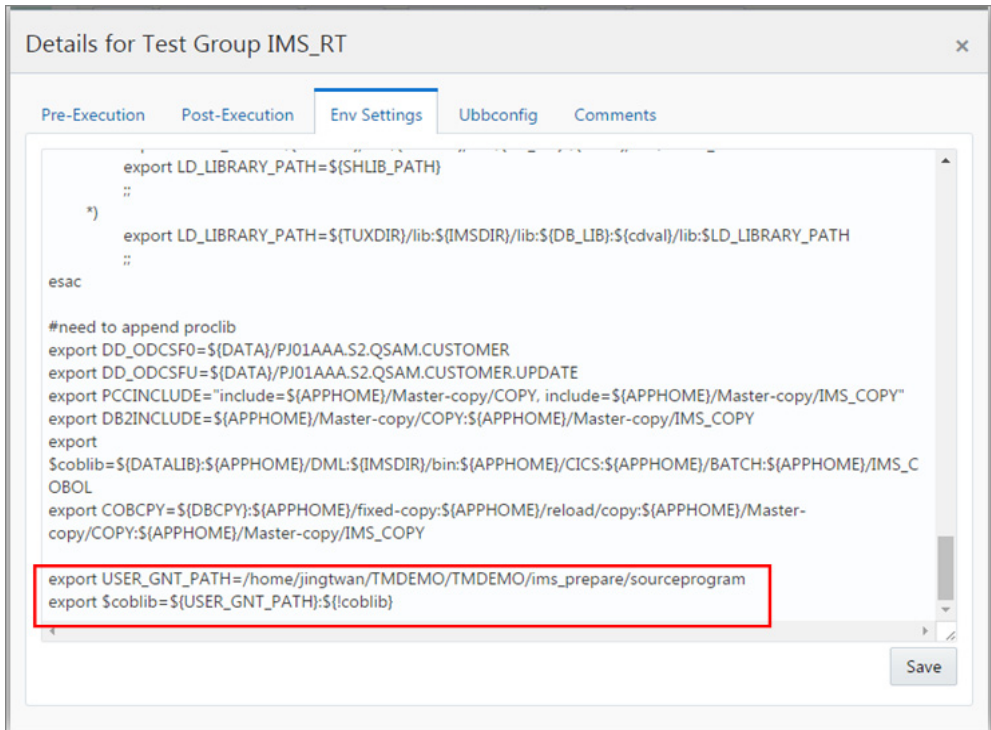 Details for Test Group IMS_RT ×
Pre-Execution Post-Execution Env Settings Ubbconfig Comments
export LD_LIBRARY_PATH=${SHLIB_PATH}
;;
*)
export LD_LIBRARY_PATH=${TUXDIR}/lib:${IMSDIR}/lib:${DB_LIB}:${cdval}/lib:$LD_LIBRARY_PATH
;;
esac
#need to append proclib
export DD_ODCSF0=${DATA}/PJ01AAA.S2.QSAM.CUSTOMER
export DD_ODCSFU=${DATA}/PJ01AAA.S2.QSAM.CUSTOMER.UPDATE
export PCCINCLUDE="include=${APPHOME}/Master-copy/COPY, include=${APPHOME}/Master-copy/IMS_COPY"
export DB2INCLUDE=${APPHOME}/Master-copy/COPY:${APPHOME}/Master-copy/IMS_COPY
export
$coblib=${DATALIB}:${APPHOME}/DML:${IMSDIR}/bin:${APPHOME}/CICS:${APPHOME}/BATCH:${APPHOME}/IMS_C
OBOL
export COBCPY=${DBCPY}:${APPHOME}/fixed-copy:${APPHOME}/reload/copy:${APPHOME}/Master-
copy/COPY:${APPHOME}/Master-copy/IMS_COPY
export USER_GNT_PATH=/home/jingtwan/TMDEMO/TMDEMO/ims_prepare/sourceprogram
export $coblib=${USER_GNT_PATH}:${!coblib}
Save